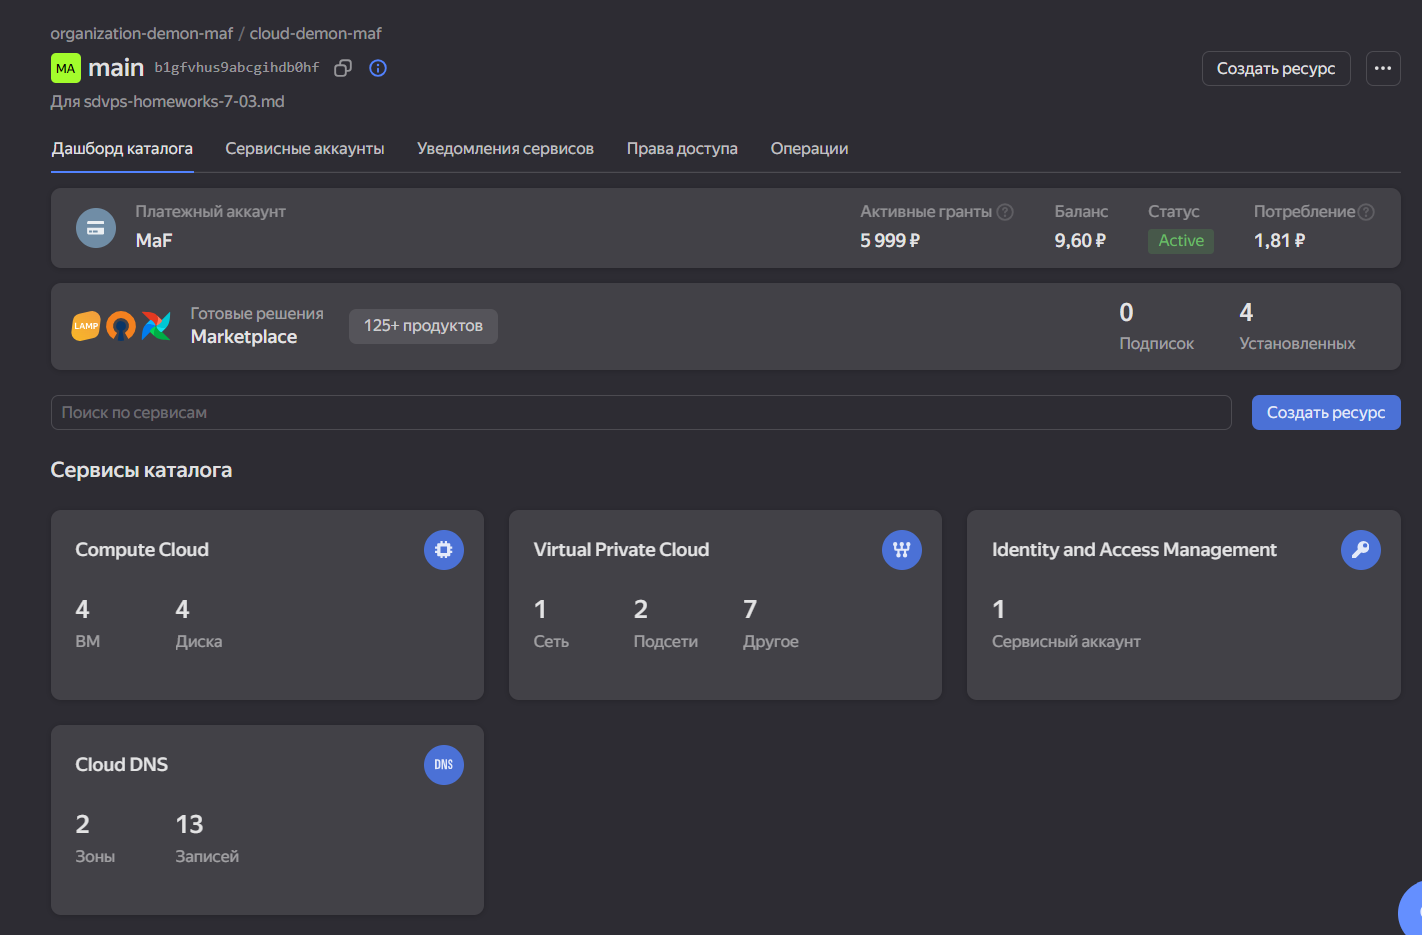 organization-demon-maf / cloud-demon-maf
MA main b1gfvhus9abcgihdb0hf
Создать ресурс
Для sdvps-homeworks-7-03.md
Дашборд каталога Сервисные аккаунты Уведомления сервисов Права доступа Операции
Платежный аккаунт Активные гранты ? Баланс Статус Потребление ?
MaF 5 999 ₽ 9,60 ₽ Active 1,81 ₽
LAMP
Готовые решения
Marketplace
125+ продуктов
0 4
Подписок Установленных
Поиск по сервисам Создать ресурс
Сервисы каталога
Compute Cloud
4 4
ВМ Диска
Virtual Private Cloud
1 2 7
Сеть Подсети Другое
Identity and Access Management
1
Сервисный аккаунт
Cloud DNS DNS
2 13
Зоны Записей